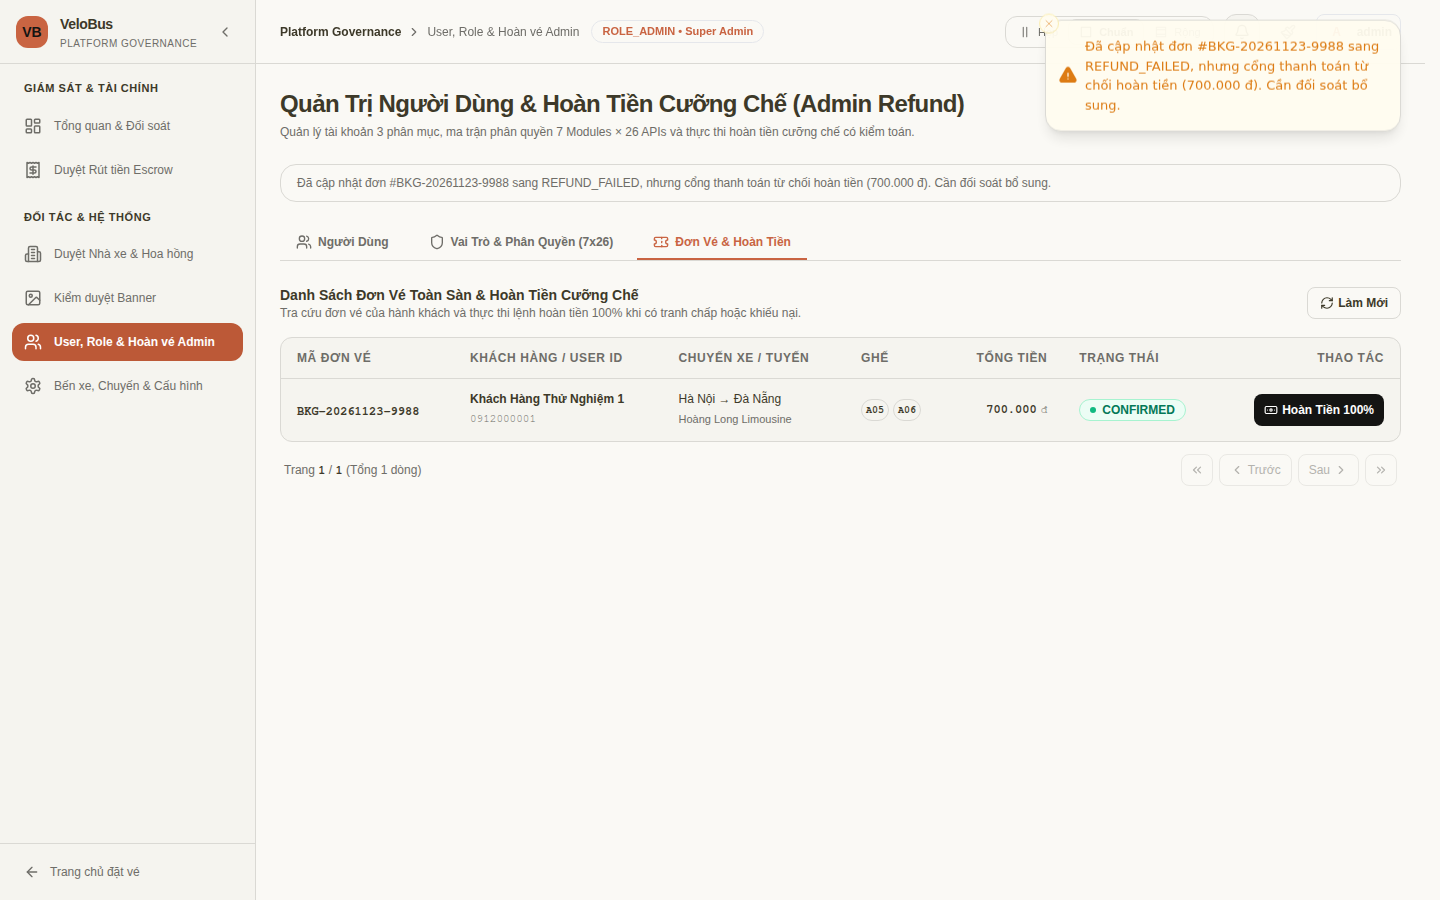 VB
VeloBus
PLATFORM GOVERNANCE
GIÁM SÁT & TÀI CHÍNH
Tổng quan & Đối soát
Duyệt Rút tiền Escrow
ĐỐI TÁC & HỆ THỐNG
Duyệt Nhà xe & Hoa hồng
Kiểm duyệt Banner
User, Role & Hoàn vé Admin
Bến xe, Chuyến & Cấu hình
Trang chủ đặt vé
Platform Governance
User, Role & Hoàn vé Admin
ROLE_ADMIN • Super Admin
Đã cập nhật đơn #BKG-20261123-9988 sang
REFUND_FAILED, nhưng cổng thanh toán từ
chối hoàn tiền (700.000 đ). Cần đối soát bổ
sung.
Quản Trị Người Dùng & Hoàn Tiền Cưỡng Chế (Admin Refund)
Quản lý tài khoản 3 phân mục, ma trận phân quyền 7 Modules × 26 APIs và thực thi hoàn tiền cưỡng chế có kiểm toán.
Đã cập nhật đơn #BKG-20261123-9988 sang REFUND_FAILED, nhưng cổng thanh toán từ chối hoàn tiền (700.000 đ). Cần đối soát bổ sung.
Người Dùng
Vai Trò & Phân Quyền (7x26)
Đơn Vé & Hoàn Tiền
Danh Sách Đơn Vé Toàn Sàn & Hoàn Tiền Cưỡng Chế
Tra cứu đơn vé của hành khách và thực thi lệnh hoàn tiền 100% khi có tranh chấp hoặc khiếu nại.
Làm Mới
MÃ ĐƠN VÉ KHÁCH HÀNG / USER ID CHUYẾN XE / TUYẾN GHẾ TỔNG TIỀN TRẠNG THÁI THAO TÁC
BKG-20261123-9988
Khách Hàng Thử Nghiệm 1
0912000001
Hà Nội → Đà Nẵng
Hoàng Long Limousine
A05 A06
700.000 đ
CONFIRMED
Hoàn Tiền 100%
Trang 1 / 1 (Tổng 1 dòng)
Trước
Sau